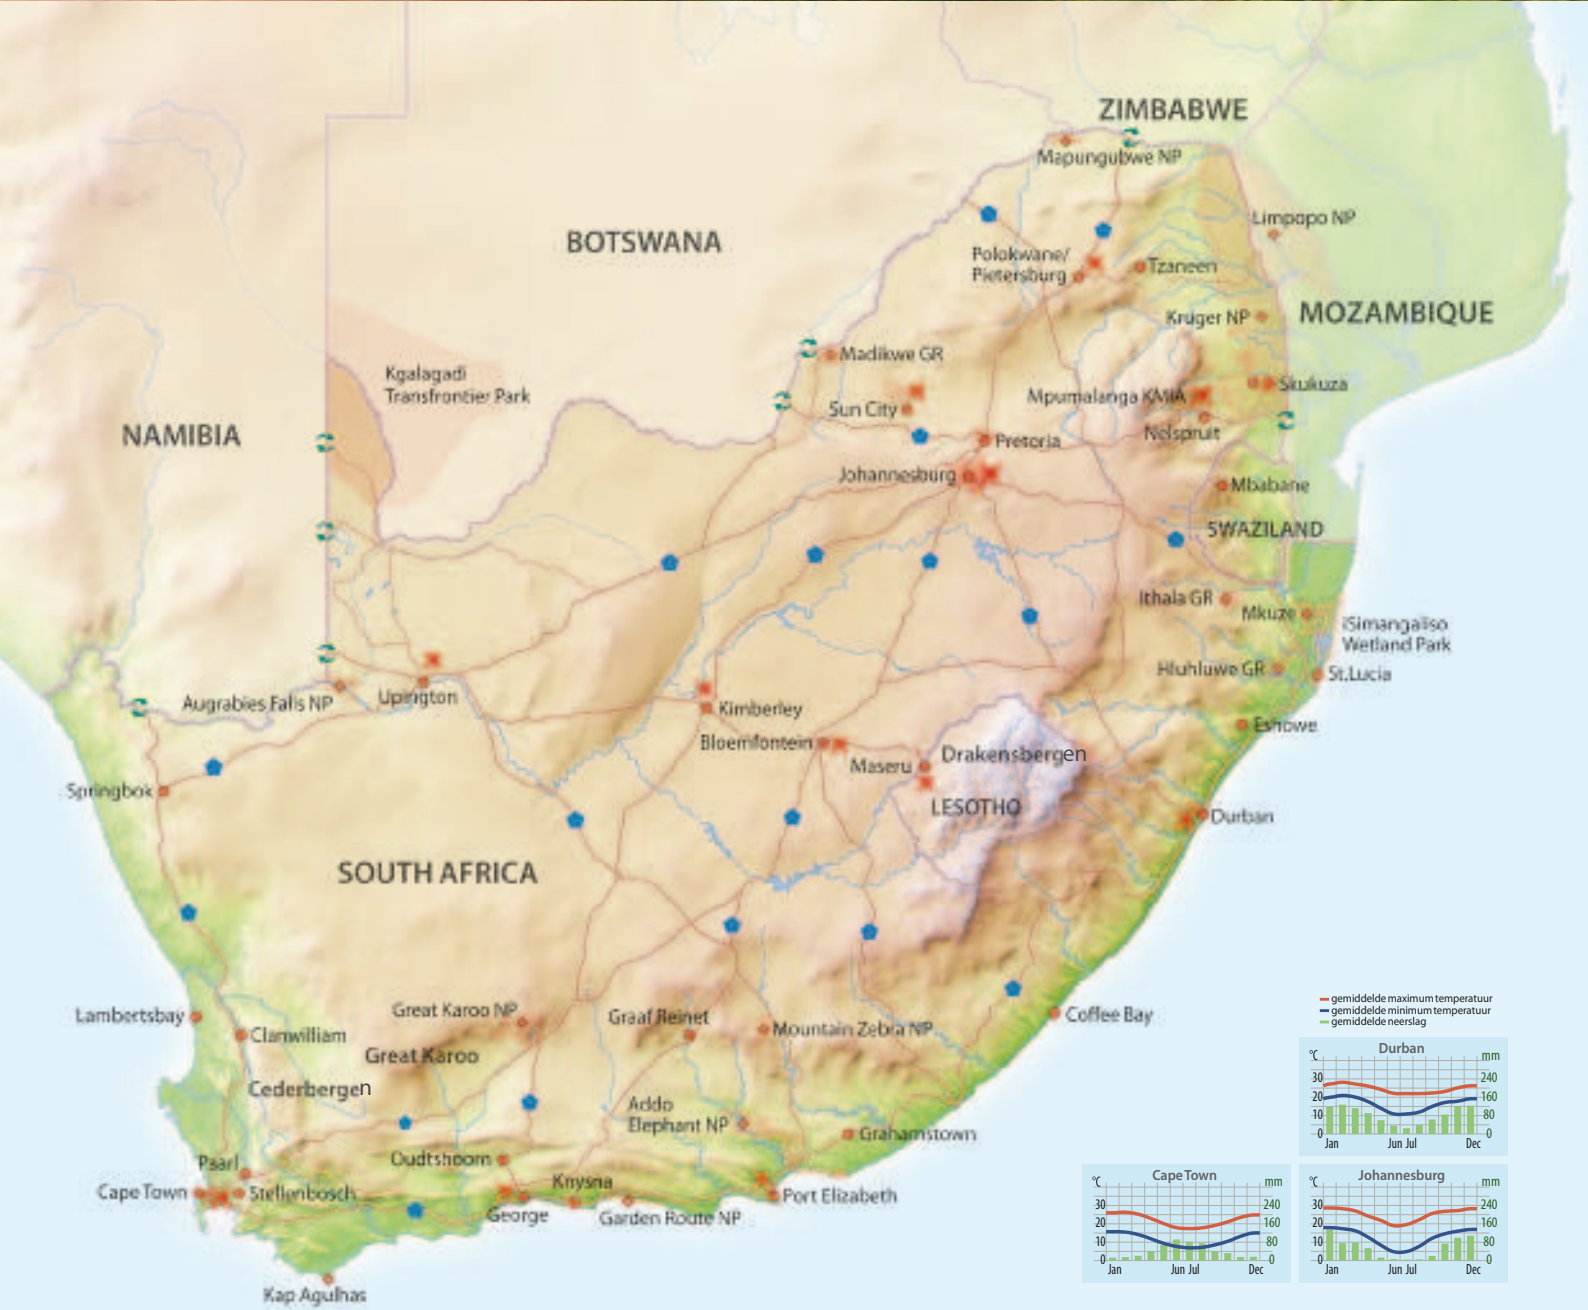 ZIMBABWE
Mapungubwe NP
Limpopo NP
BOTSWANA
Polokwane/
Pietersburg
Tzaneen
MOZAMBIQUE
Kruger NP
Madikwe GR
Kgalagadi
Transfrontier Park
Skukuza
Mpumalanga KMIA
Sun City
NAMIBIA
Nelspruit
Pretoria
Johannesburg
Mbabane
SWAZILAND
Ithala GR
Mkuze
iSimangaliso
Wetland Park
Hluhluwe GR
St.Lucia
Augrabies Falls NP
Upington
Kimberley
Eshowe
Bloemfontein
Drakensbergen
Maseru
Springbok
LESOTHO
Durban
SOUTH AFRICA
gemiddelde maximum temperatuur
gemiddelde minimum temperatuur
gemiddelde neerslag
Great Karoo NP
Lambertsbay
Graaf Reinet
Coffee Bay
Mountain Zebra NP
Clanwilliam
Great Karoo
Cederbergen
Durban
°C
mm
30
240
20
160
10
80
0
0
Jan
Jun Jul
Dec
Addo
Elephant NP
Grahamstown
Oudtshoorn
Paarl
Knysna
Cape Town
Stellenbosch
Port Elizabeth
George
Garden Route NP
Kap Agulhas
Cape Town
°C
mm
30
240
20
160
10
80
0
0
Jan
Jun Jul
Dec
Johannesburg
°C
mm
30
240
20
160
10
80
0
0
Jan
Jun Jul
Dec